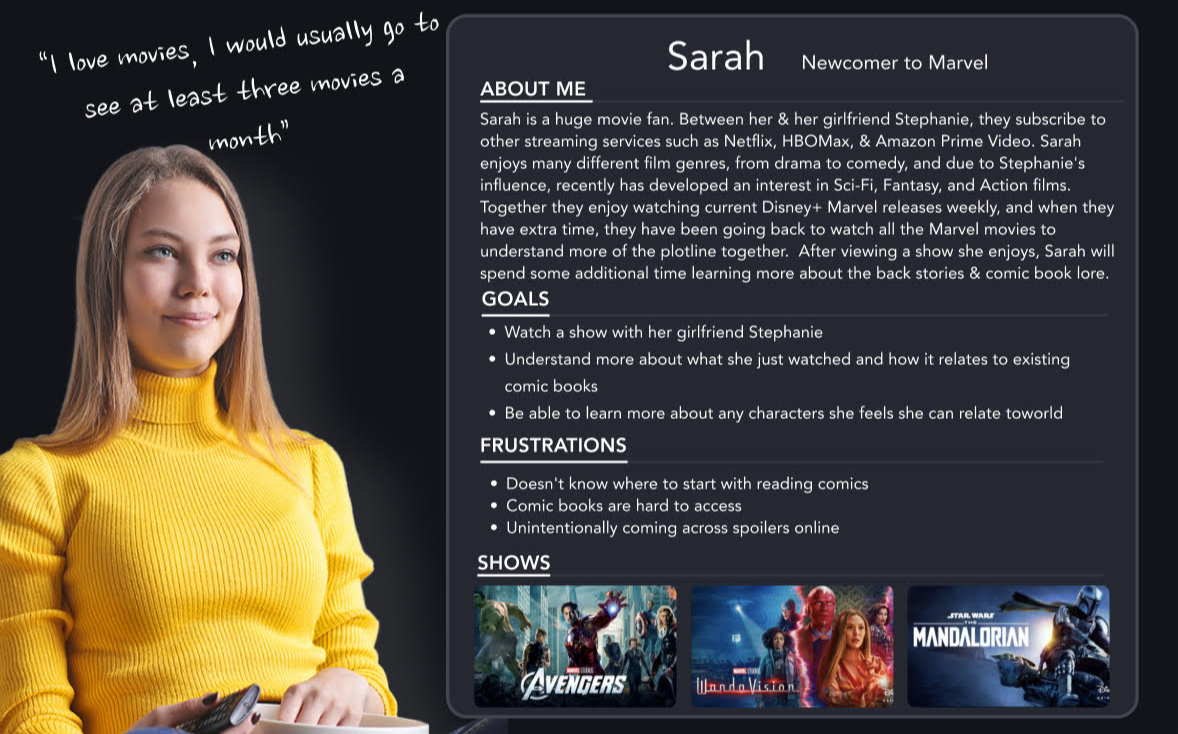 “I love movies, I would usually go to
see at least three movies a
month”
Sarah Newcomer to Marvel
ABOUT ME
Sarah is a huge movie fan. Between her & her girlfriend Stephanie, they subscribe to
other streaming services such as Netflix, HBOMax, & Amazon Prime Video. Sarah
enjoys many different film genres, from drama to comedy, and due to Stephanie's
influence, recently has developed an interest in Sci-Fi, Fantasy, and Action films.
Together they enjoy watching current Disney+ Marvel releases weekly, and when they
have extra time, they have been going back to watch all the Marvel movies to
understand more of the plotline together.  After viewing a show she enjoys, Sarah will
spend some additional time learning more about the back stories & comic book lore.
GOALS
• Watch a show with her girlfriend Stephanie
• Understand more about what she just watched and how it relates to existing
comic books
• Be able to learn more about any characters she feels she can relate toworld
FRUSTRATIONS
• Doesn't know where to start with reading comics
• Comic books are hard to access
• Unintentionally coming across spoilers online
SHOWS
MARVEL STUDIOS
AVENGERS
MARVEL STUDIOS
WandaVision
STAR WARS
THE
MANDALORIAN